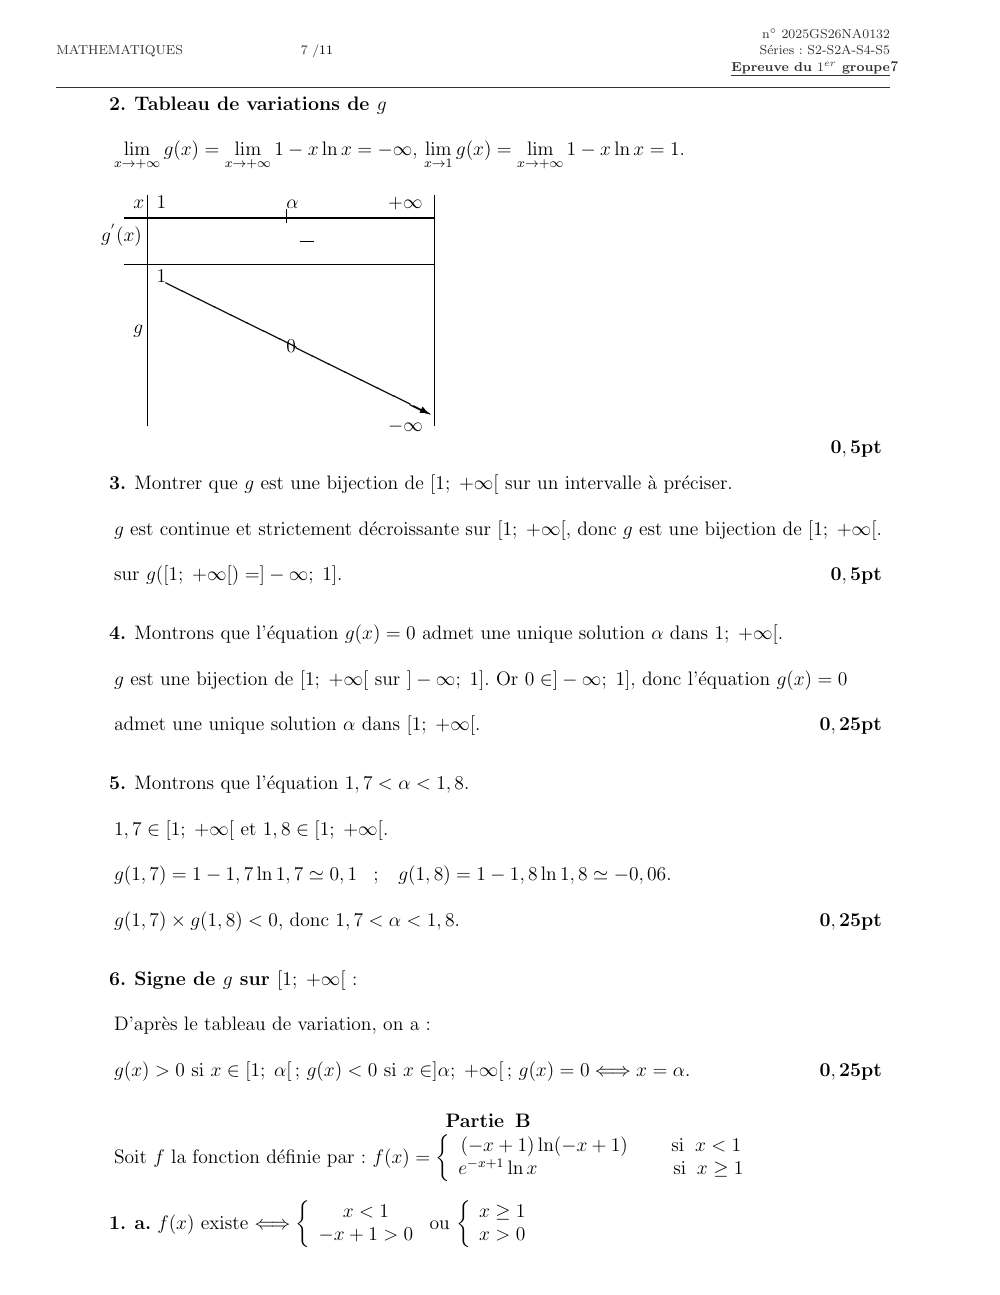 n° 2025GS26NA0132
MATHEMATIQUES 7 /11 Séries : S2-S2A-S4-S5
Epreuve du 1er groupe7
2. Tableau de variations de g
lim x→+∞ g(x) = lim x→+∞ 1 − x ln x = −∞, lim x→1 g(x) = lim x→+∞ 1 − x ln x = 1.
x 1 α +∞
g′(x) −
1
g
0
−∞
0, 5pt
3. Montrer que g est une bijection de [1; +∞[ sur un intervalle à préciser.
g est continue et strictement décroissante sur [1; +∞[, donc g est une bijection de [1; +∞[.
sur g([1; +∞[) =] − ∞; 1]. 0, 5pt
4. Montrons que l'équation g(x) = 0 admet une unique solution α dans 1; +∞[.
g est une bijection de [1; +∞[ sur ] − ∞; 1]. Or 0 ∈] − ∞; 1], donc l'équation g(x) = 0
admet une unique solution α dans [1; +∞[. 0, 25pt
5. Montrons que l'équation 1, 7 < α < 1, 8.
1, 7 ∈ [1; +∞[ et 1, 8 ∈ [1; +∞[.
g(1, 7) = 1 − 1, 7 ln 1, 7 ≃ 0, 1 ; g(1, 8) = 1 − 1, 8 ln 1, 8 ≃ −0, 06.
g(1, 7) × g(1, 8) < 0, donc 1, 7 < α < 1, 8. 0, 25pt
6. Signe de g sur [1; +∞[ :
D'après le tableau de variation, on a :
g(x) > 0 si x ∈ [1; α[ ; g(x) < 0 si x ∈]α; +∞[ ; g(x) = 0 ⟺ x = α. 0, 25pt
Partie B
Soit f la fonction définie par : f(x) = { (−x + 1) ln(−x + 1) si x < 1
e^{−x+1} ln x si x ≥ 1
1. a. f(x) existe ⟺ { x < 1 ou { x ≥ 1
−x + 1 > 0 x > 0